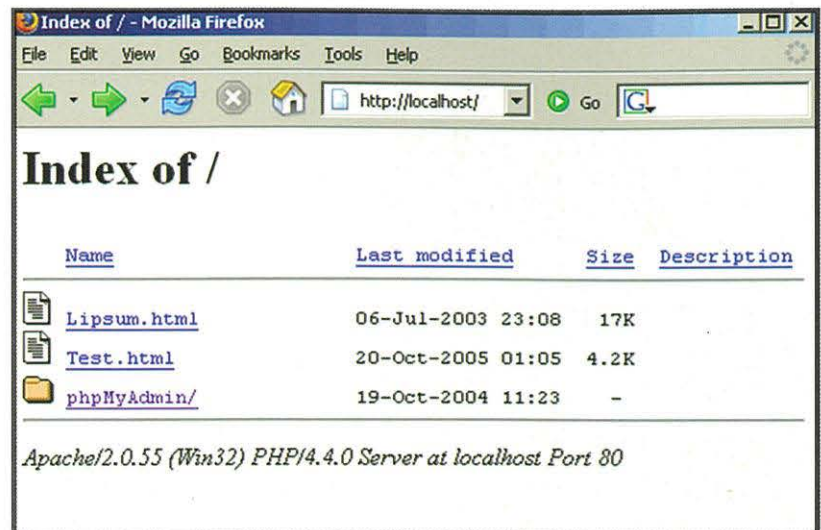 Index of / - Mozilla Firefox
File Edit View Go Bookmarks Tools Help
http://localhost/ Go G
Index of /
Name Last modified Size Description
Lipsum.html 06-Jul-2003 23:08 17K
Test.html 20-Oct-2005 01:05 4.2K
phpMyAdmin/ 19-Oct-2004 11:23 -
Apache/2.0.55 (Win32) PHP/4.4.0 Server at localhost Port 80